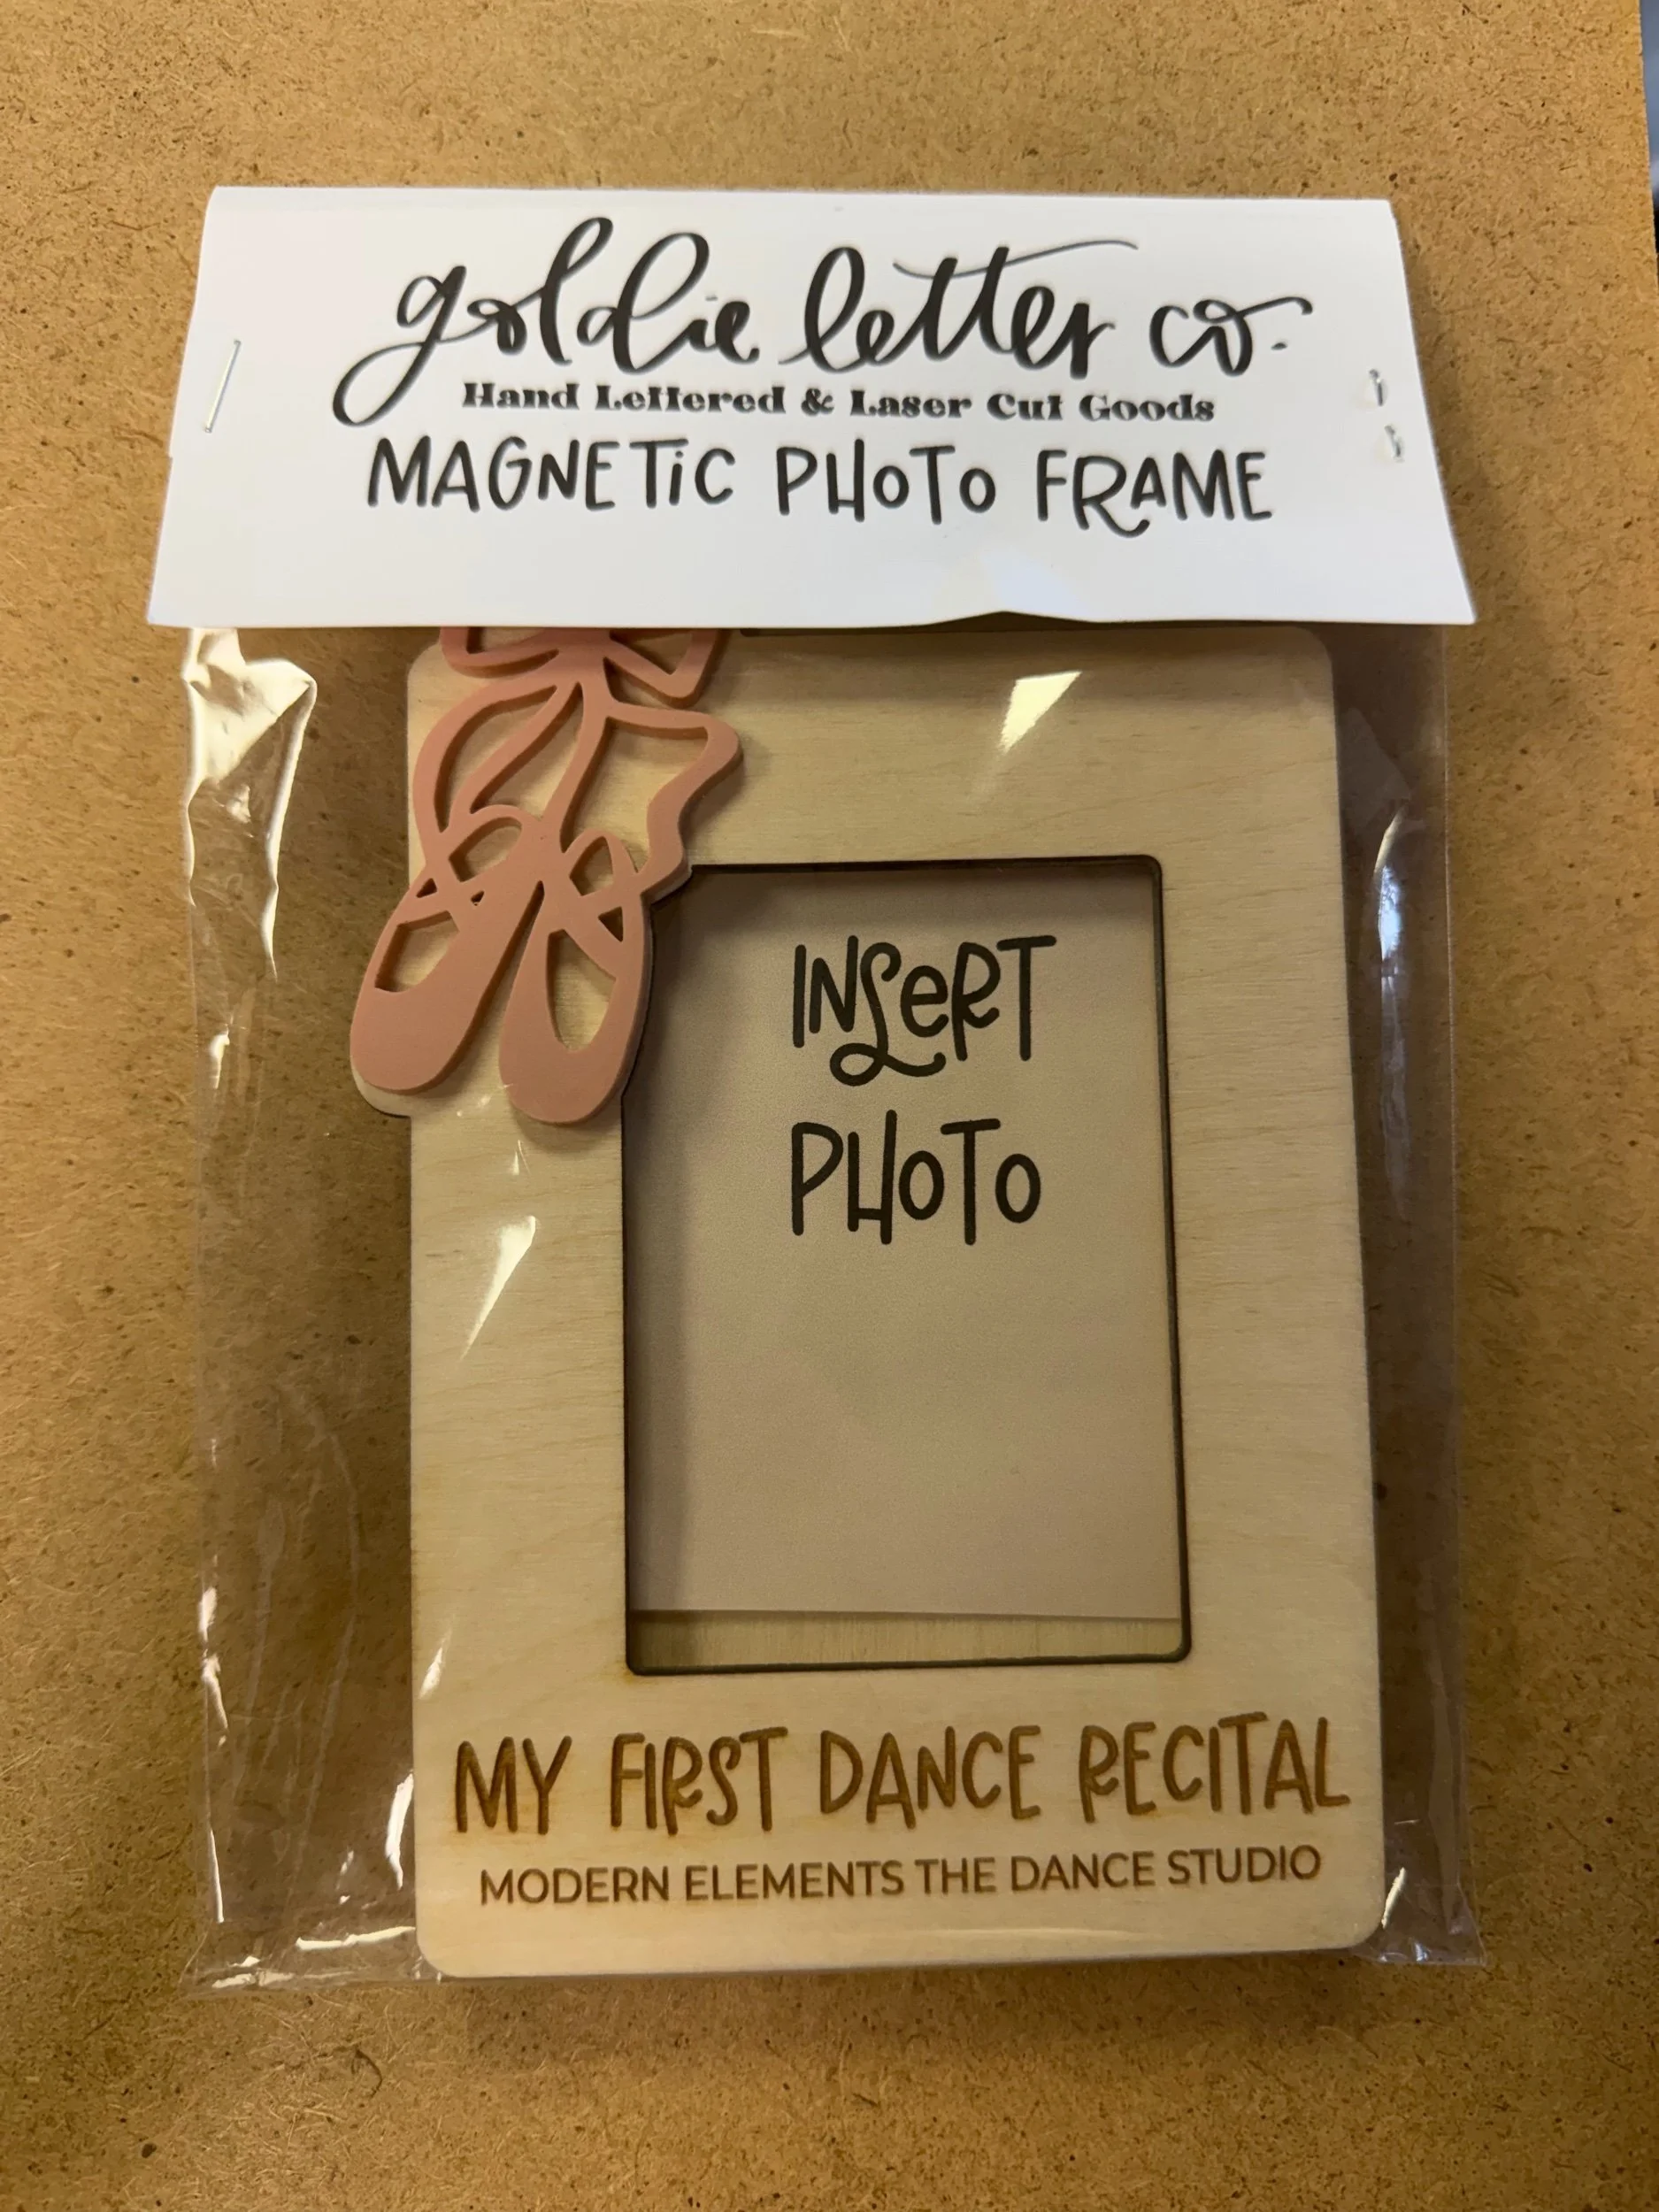 goldie letter co.
Hand Lettered & Laser Cut Goods
MAGNETIC PHOTO FRAME
INSERT
PHOTO
MY FIRST DANCE RECITAL
MODERN ELEMENTS THE DANCE STUDIO